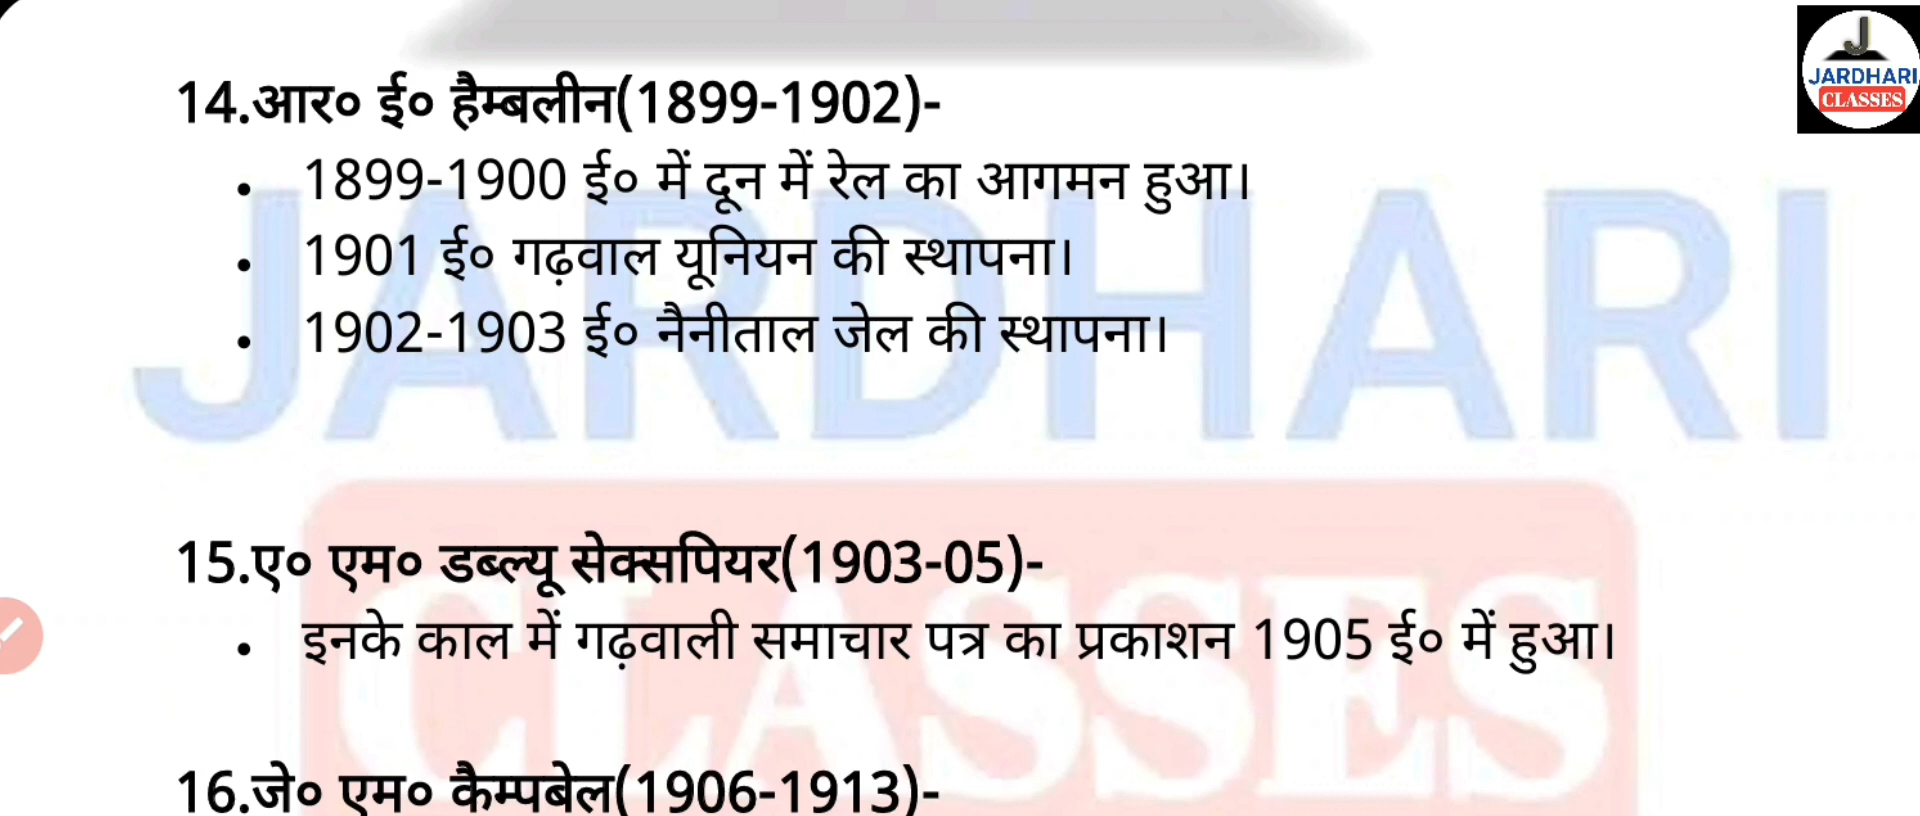 J
JARDHARI
CLASSES
14.आर० ई० हैम्बलीन(1899-1902)-
• 1899-1900 ई० में दून में रेल का आगमन हुआ।
• 1901 ई० गढ़वाल यूनियन की स्थापना।
• 1902-1903 ई० नैनीताल जेल की स्थापना।
JARDHARI
15.ए० एम० डब्ल्यू सेक्सपियर(1903-05)-
• इनके काल में गढ़वाली समाचार पत्र का प्रकाशन 1905 ई० में हुआ।
CLASSES
16.जे० एम० कैम्पबेल(1906-1913)-